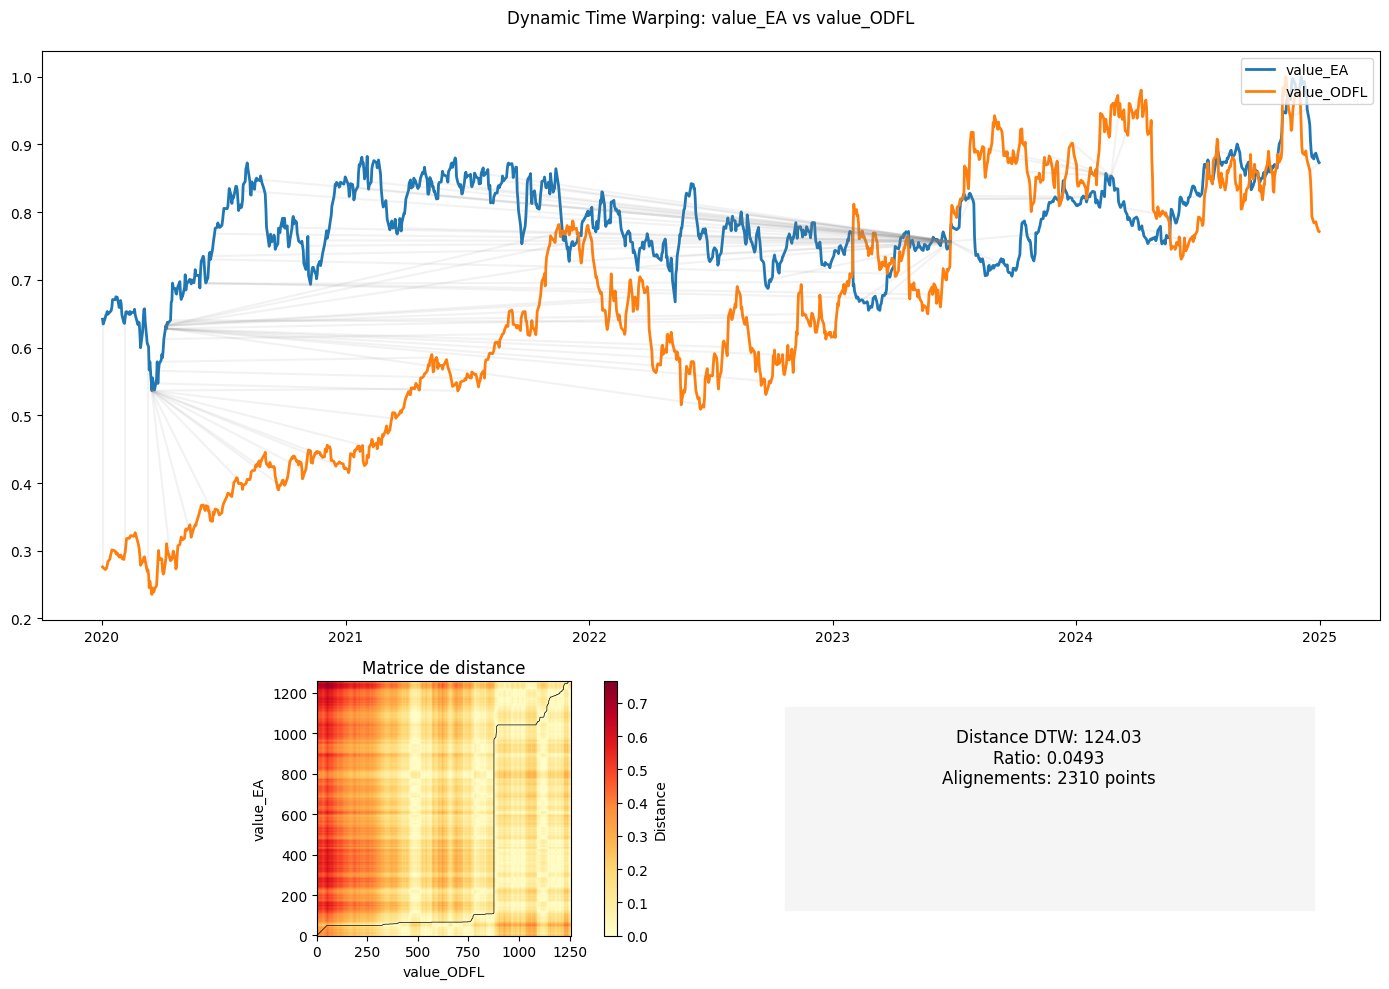 Dynamic Time Warping: value_EA vs value_ODFL
value_EA
value_ODFL
1.0
0.9
0.8
0.7
0.6
0.5
0.4
0.3
0.2
2020 2021 2022 2023 2024 2025
Matrice de distance
value_EA
1200
1000
800
600
400
200
0
0 250 500 750 1000 1250
value_ODFL
0.7
0.6
0.5
0.4
0.3
0.2
0.1
0.0
Distance
Distance DTW: 124.03
Ratio: 0.0493
Alignements: 2310 points